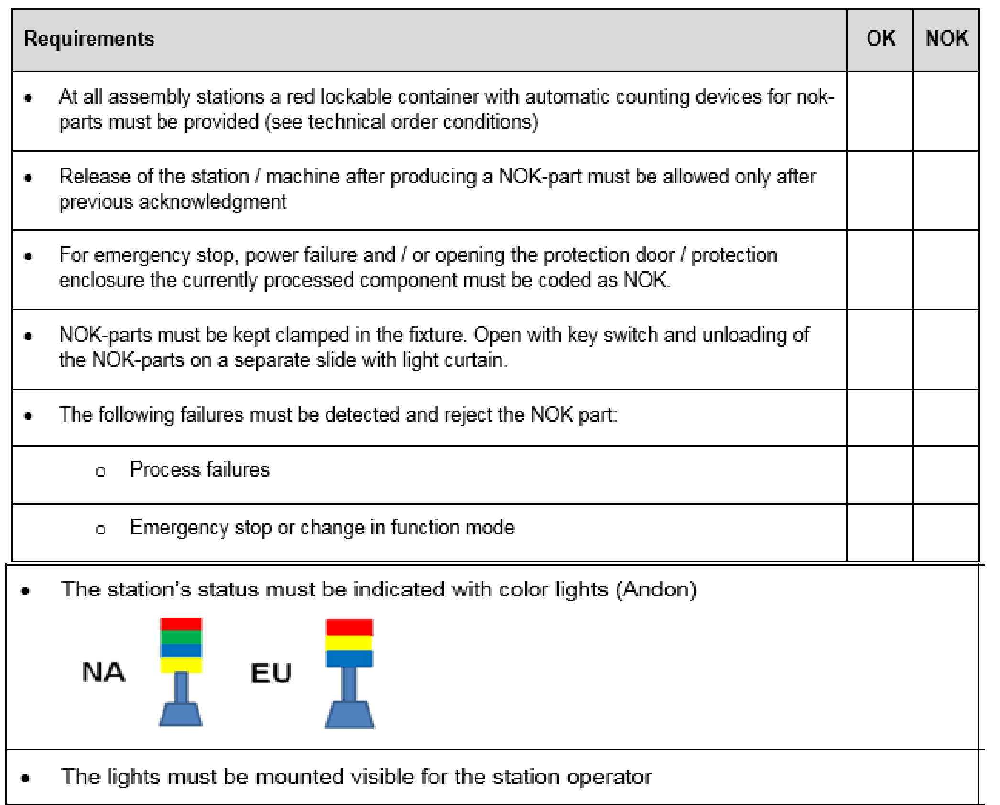 Requirements OK NOK
• At all assembly stations a red lockable container with automatic counting devices for nok-
parts must be provided (see technical order conditions)
• Release of the station / machine after producing a NOK-part must be allowed only after
previous acknowledgment
• For emergency stop, power failure and / or opening the protection door / protection
enclosure the currently processed component must be coded as NOK.
• NOK-parts must be kept clamped in the fixture. Open with key switch and unloading of
the NOK-parts on a separate slide with light curtain.
• The following failures must be detected and reject the NOK part:
o Process failures
o Emergency stop or change in function mode
• The station’s status must be indicated with color lights (Andon)
NA EU
• The lights must be mounted visible for the station operator